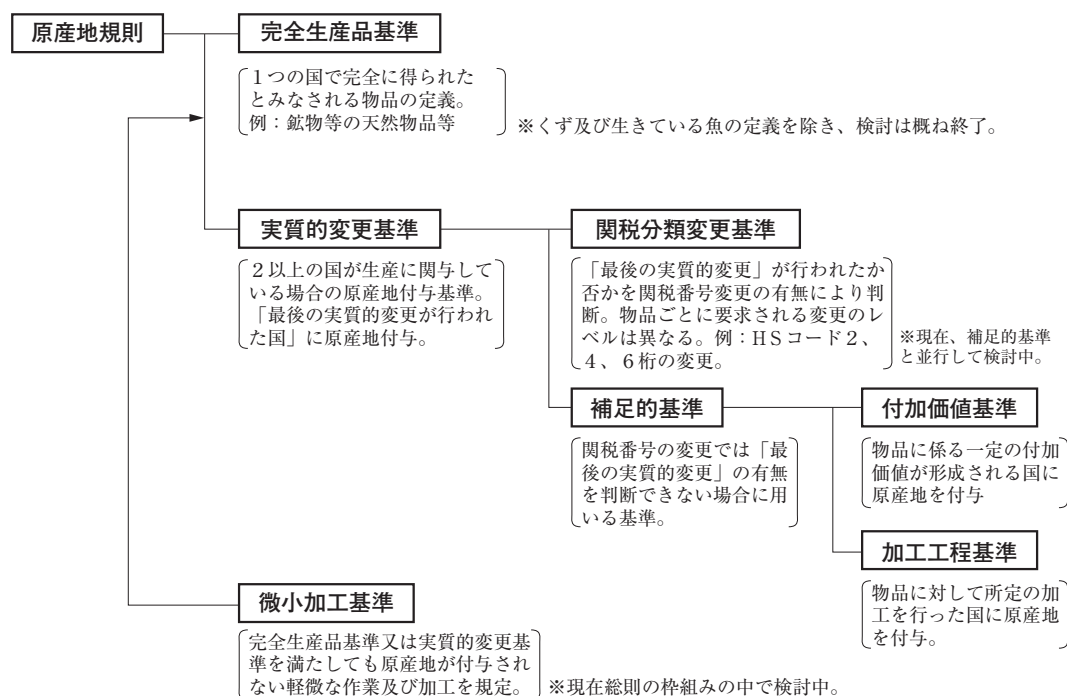 原産地規則
完全生産品基準
１つの国で完全に得られた
とみなされる物品の定義。
例：鉱物等の天然物品等
※くず及び生きている魚の定義を除き、検討は概ね終了。
実質的変更基準
２以上の国が生産に関与して
いる場合の原産地付与基準。
「最後の実質的変更が行われ
た国」に原産地付与。
関税分類変更基準
「最後の実質的変更」が行われたか
否かを関税番号変更の有無により判
断。物品ごとに要求される変更のレ
ベルは異なる。例：ＨＳコード２、
４、６桁の変更。
※現在、補足的基準
と並行して検討中。
補足的基準
関税番号の変更では「最
後の実質的変更」の有無
を判断できない場合に用
いる基準。
付加価値基準
物品に係る一定の付加
価値が形成される国に
原産地を付与
加工工程基準
物品に対して所定の加
工を行った国に原産地
を付与。
微小加工基準
完全生産品基準又は実質的変更基
準を満たしても原産地が付与され
ない軽微な作業及び加工を規定。
※現在総則の枠組みの中で検討中。